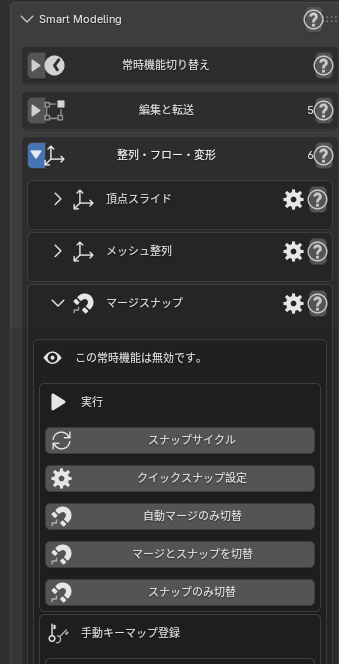 Smart Modeling
常時機能切り替え
編集と転送 5
整列・フロー・変形 6
頂点スライド
メッシュ整列
マージスナップ
この常時機能は無効です。
実行
スナップサイクル
クイックスナップ設定
自動マージのみ切替
マージとスナップを切替
スナップのみ切替
手動キーマップ登録